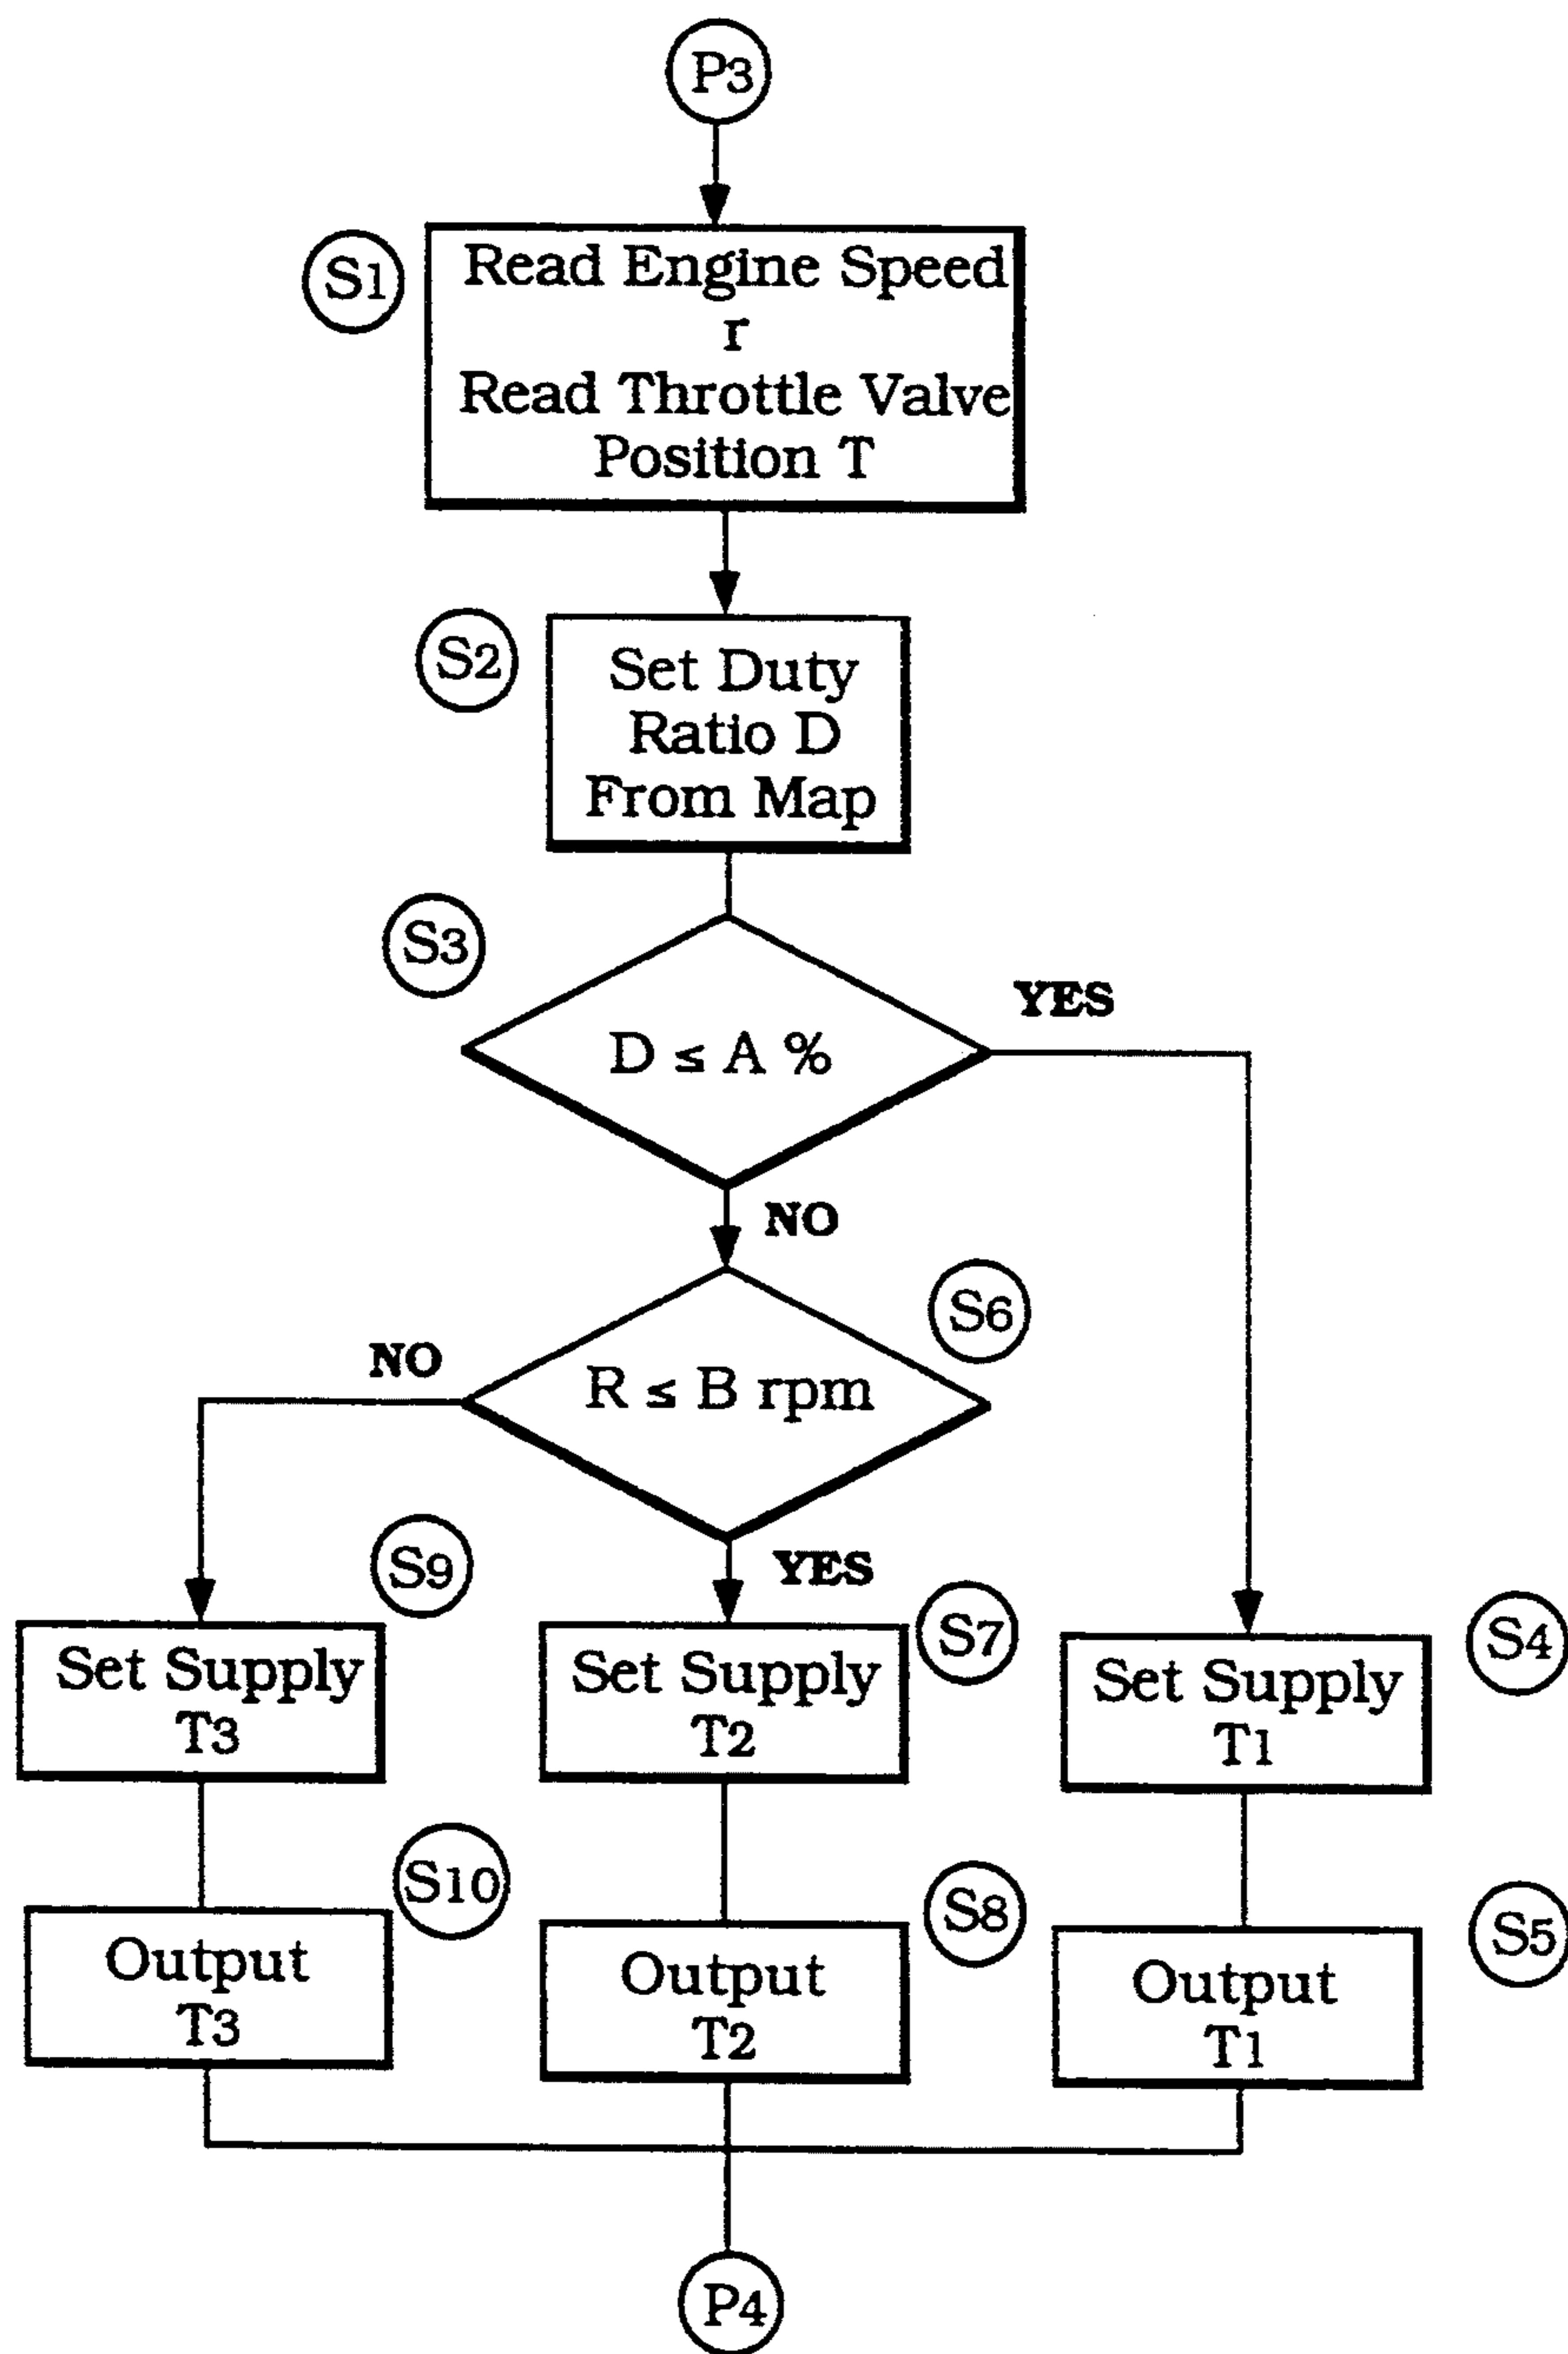 P3
S1
Read Engine Speed
r
Read Throttle Valve
Position T
S2
Set Duty
Ratio D
From Map
S3
D ≤ A %
YES
NO
S6
R ≤ B rpm
NO
YES
S9
Set Supply
T3
S7
Set Supply
T2
S4
Set Supply
T1
S10
Output
T3
S8
Output
T2
S5
Output
T1
P4